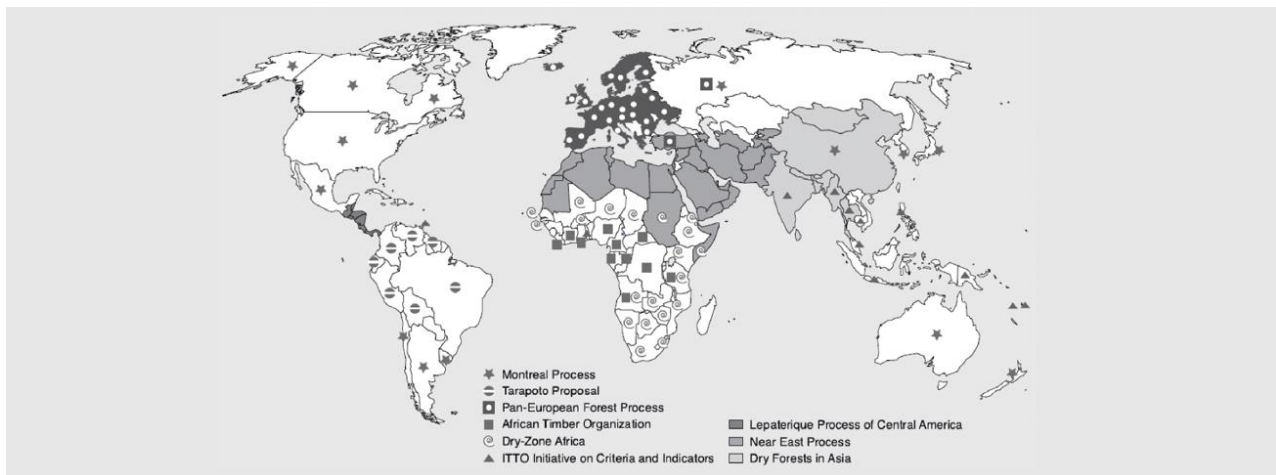 Montreal Process
Tarapoto Proposal
Pan-European Forest Process
African Timber Organization
Dry-Zone Africa
ITTO Initiative on Criteria and Indicators
Lepaterique Process of Central America
Near East Process
Dry Forests in Asia